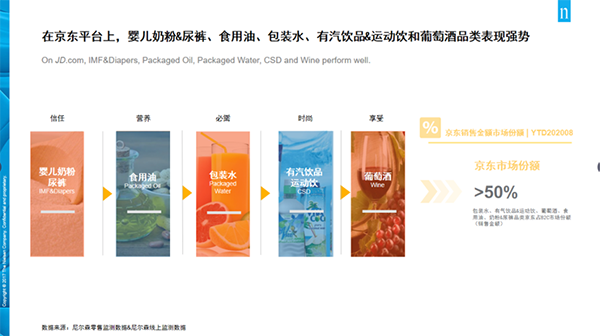 在京东平台上，婴儿奶粉&尿裤、食用油、包装水、有汽饮品&运动饮和葡萄酒品类表现强势
On JD.com, IMF&Diapers, Packaged Oil, Packaged Water, CSD and Wine perform well.
信任
营养
必需
时尚
享受
婴儿奶粉
尿裤
IMF&Diapers
食用油
Packaged Oil
包装水
Packaged
Water
有汽饮品
运动饮
CSD
葡萄酒
Wine
% 京东销售金额市场份额 | YTD202008
京东市场份额
>50%
包装水、有汽饮品&运动饮、葡萄酒、食
用油、奶粉&尿裤品类京东占B2C市场份额
（销售金额）
数据来源：尼尔森零售监测数据&尼尔森线上监测数据
Copyright © 2017 The Nielsen Company. Confidential and proprietary.
n